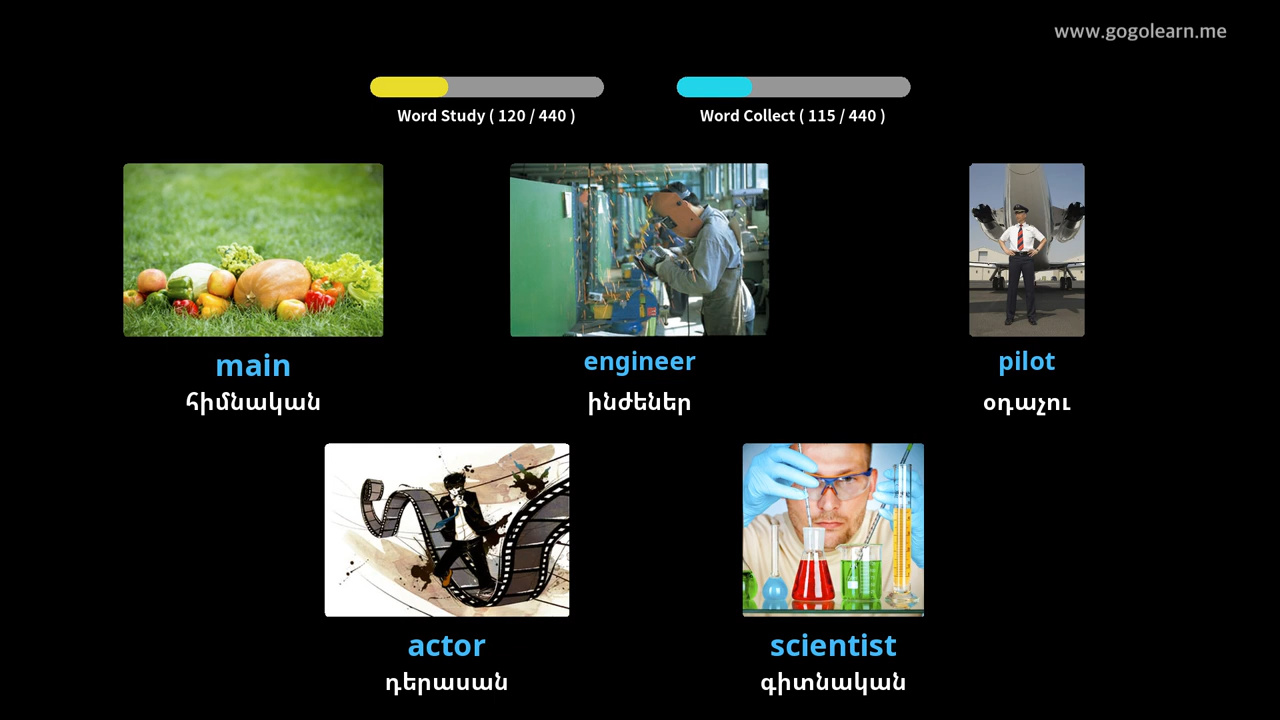 www.gogolearn.me
Word Study ( 120 / 440 )
Word Collect ( 115 / 440 )
main
հիմնական
engineer
ինժեներ
pilot
օդաչու
actor
դերասան
scientist
գիտնական